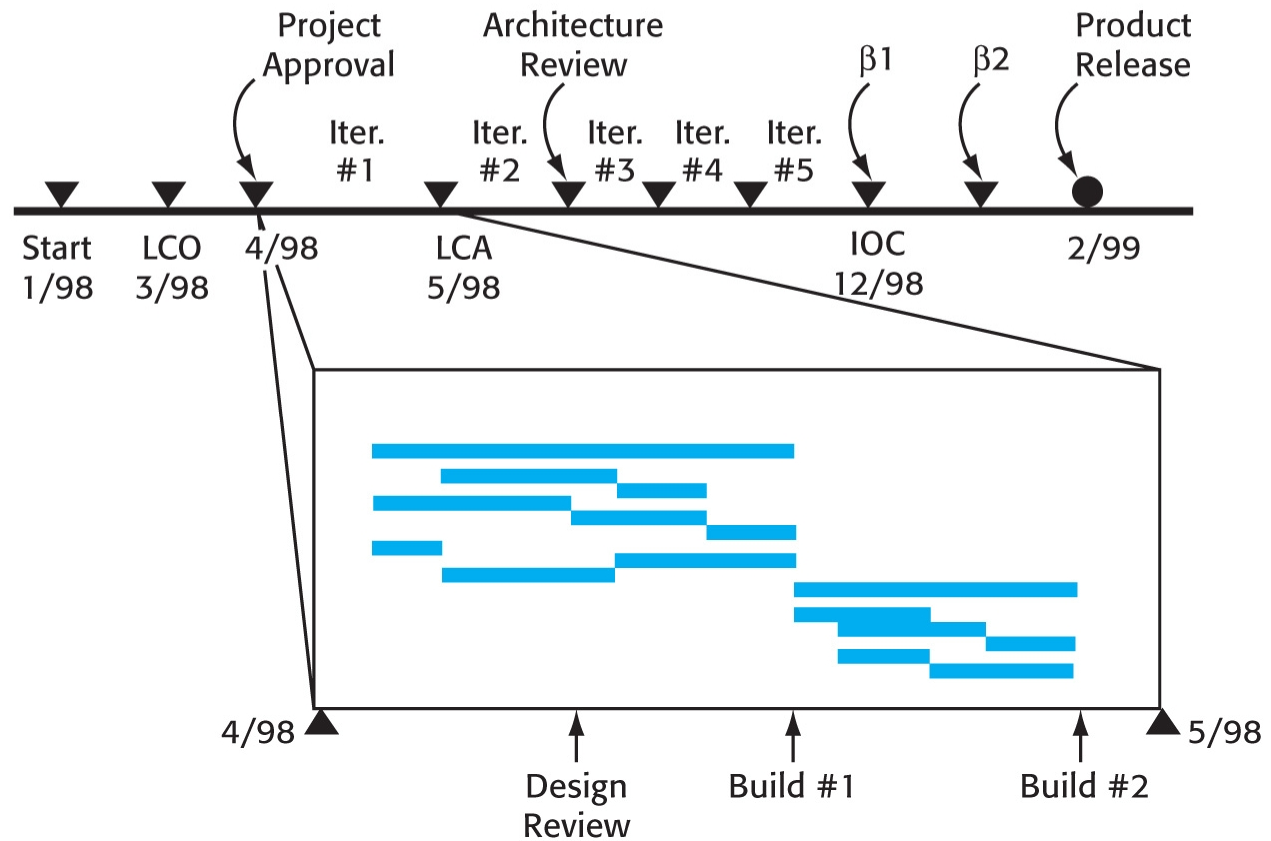 Project
Approval
Architecture
Review
β1
β2
Product
Release
Iter.
#1
Iter.
#2
Iter.
#3
Iter.
#4
Iter.
#5
Start
1/98
LCO
3/98
4/98
LCA
5/98
IOC
12/98
2/99
4/98
5/98
Design
Review
Build #1
Build #2